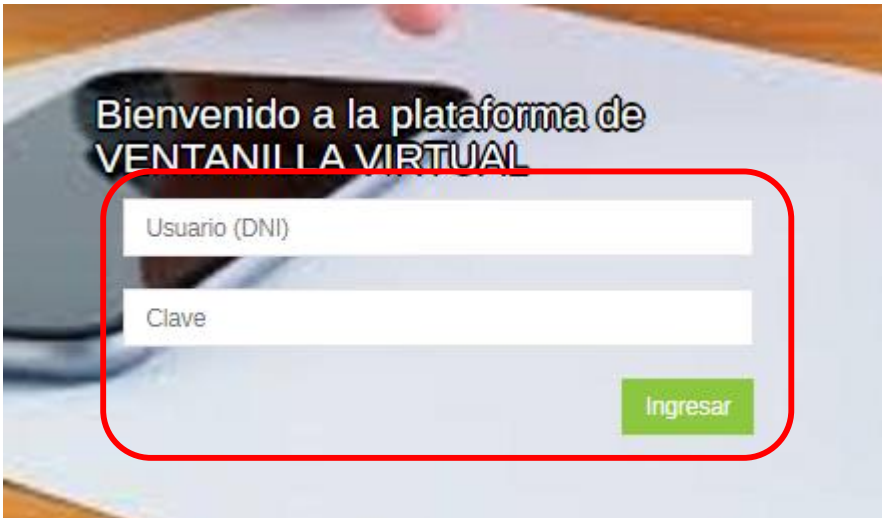 Bienvenido a la plataforma de
VENTANILLA VIRTUAL
Usuario (DNI)
Clave
Ingresar